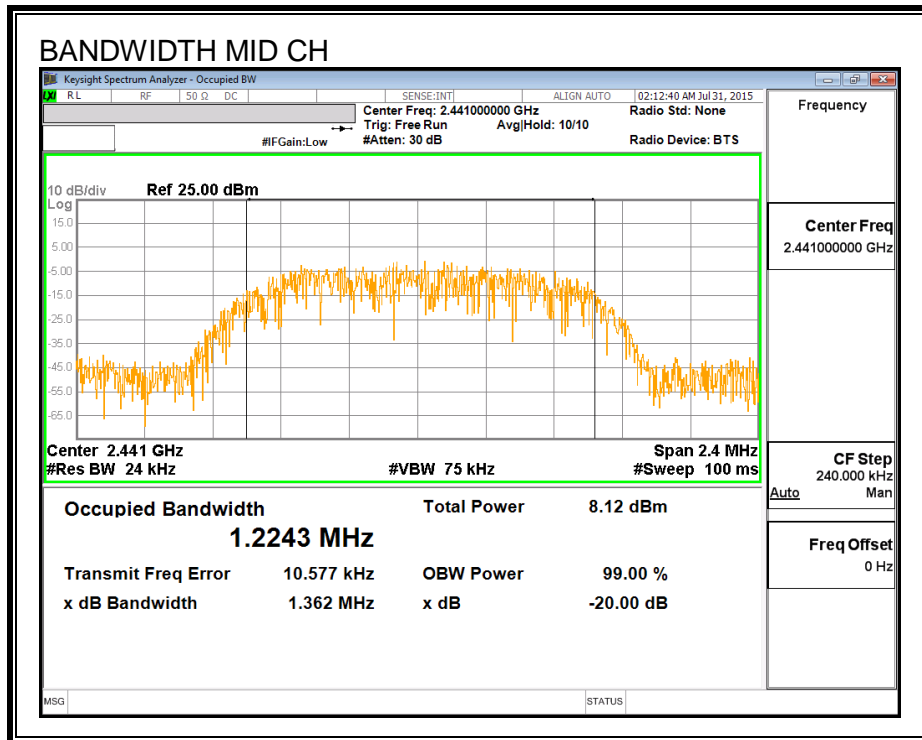 BANDWIDTH MID CH
Keysight Spectrum Analyzer - Occupied BW
LXI RL RF 50 Ω DC SENSE:INT ALIGN AUTO 02:12:40 AM Jul 31, 2015
Center Freq: 2.441000000 GHz Radio Std: None
Trig: Free Run Avg|Hold: 10/10
#IFGain:Low #Atten: 30 dB Radio Device: BTS
10 dB/div Ref 25.00 dBm
Log
15.0
5.00
-5.00
-15.0
-25.0
-35.0
-45.0
-55.0
-65.0
Center 2.441 GHz Span 2.4 MHz
#Res BW 24 kHz #VBW 75 kHz #Sweep 100 ms
Occupied Bandwidth Total Power 8.12 dBm
1.2243 MHz
Transmit Freq Error 10.577 kHz OBW Power 99.00 %
x dB Bandwidth 1.362 MHz x dB -20.00 dB
MSG STATUS
Frequency
Center Freq
2.441000000 GHz
CF Step
240.000 kHz
Auto Man
Freq Offset
0 Hz